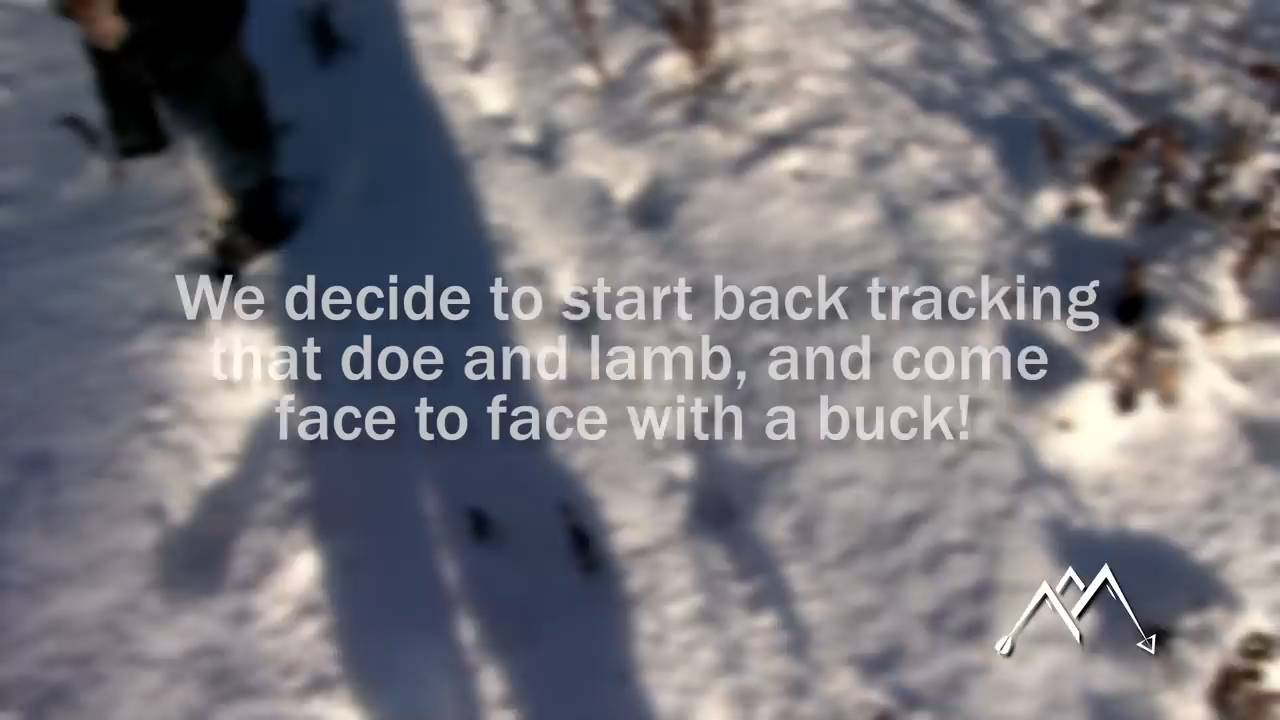 We decide to start back tracking
that doe and lamb, and come
face to face with a buck!